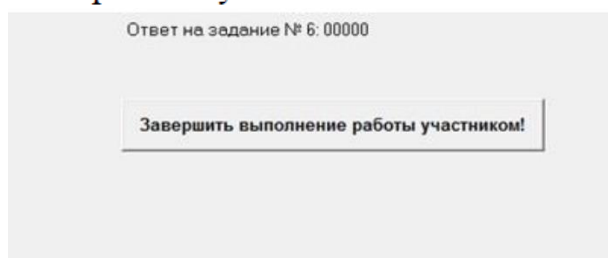 Ответ на задание № 6: 00000
Завершить выполнение работы участником!